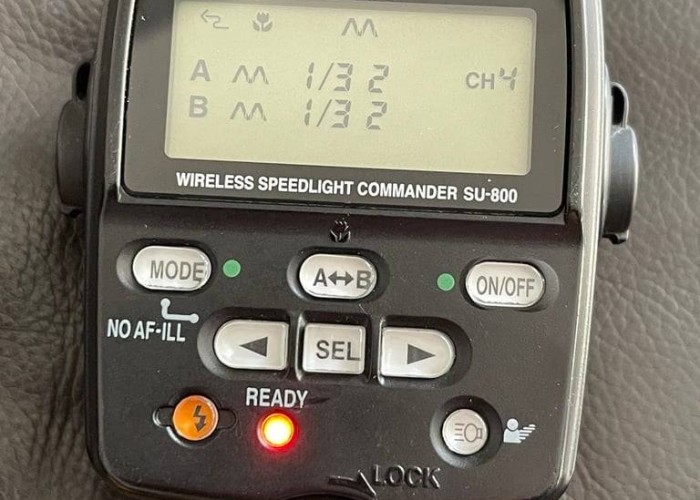 A 1/32 CH 4
B 1/32
WIRELESS SPEEDLIGHT COMMANDER SU-800
MODE A↔B ON/OFF
NO AF-ILL
SEL
READY
LOCK